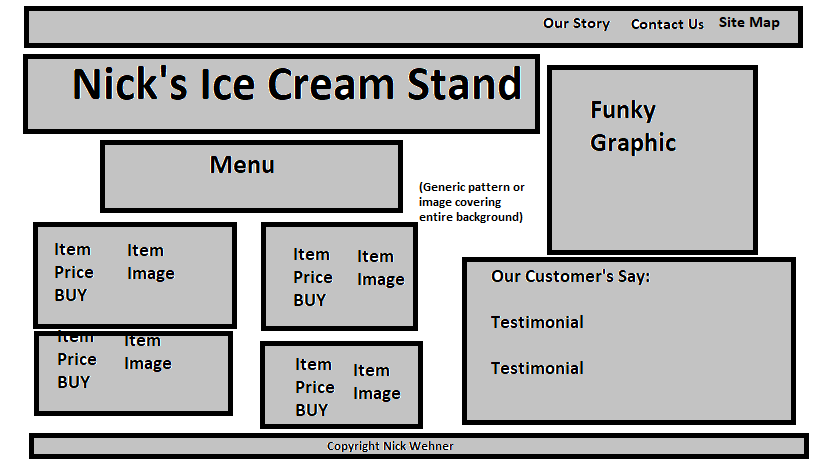 Our Story Contact Us Site Map
Nick's Ice Cream Stand
Funky
Graphic
Menu
(Generic pattern or
image covering
entire background)
Item Item
Price Image
BUY
Item Item
Price Image
BUY
Item Item
Price Image
BUY
Item Item
Price Image
BUY
Our Customer's Say:
Testimonial
Testimonial
Copyright Nick Wehner